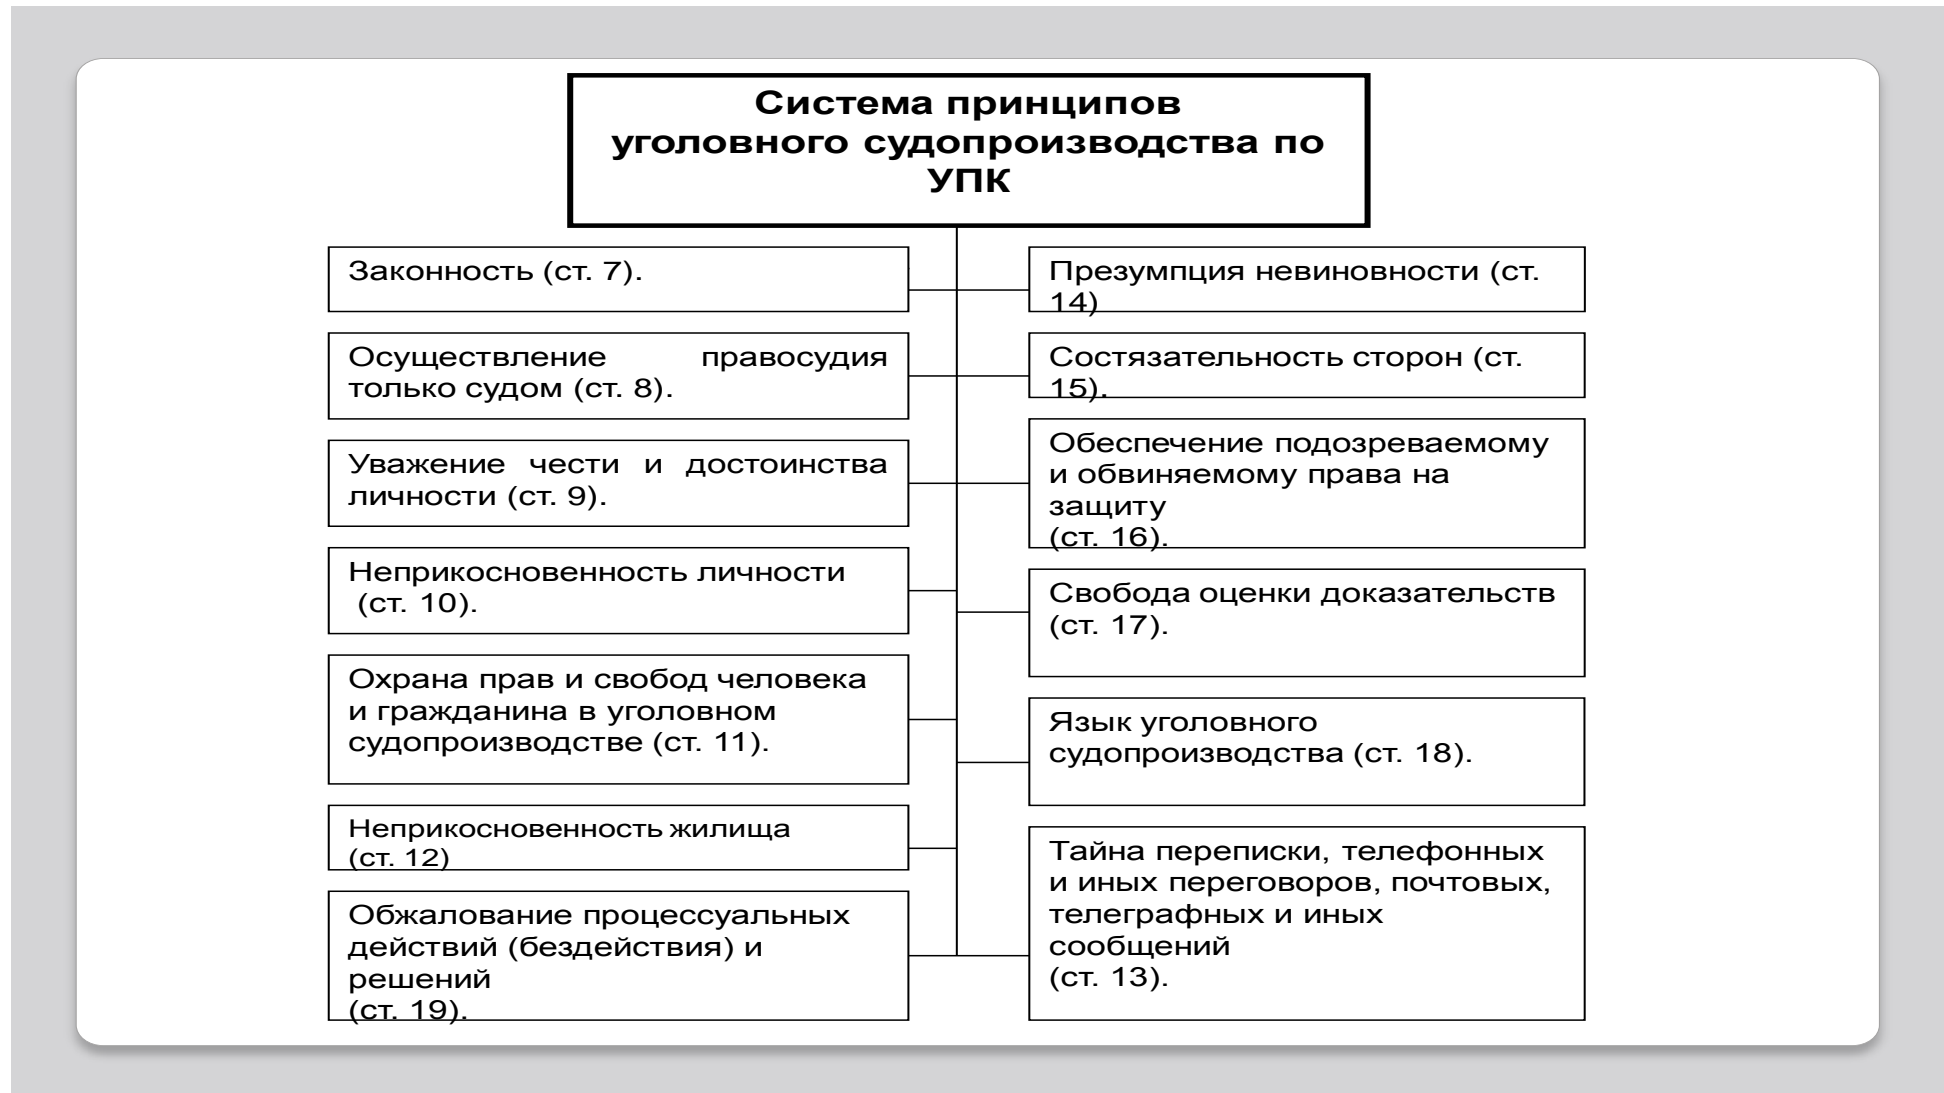 Система принципов
уголовного судопроизводства по
УПК
Законность (ст. 7).
Осуществление правосудия
только судом (ст. 8).
Уважение чести и достоинства
личности (ст. 9).
Неприкосновенность личности
(ст. 10).
Охрана прав и свобод человека
и гражданина в уголовном
судопроизводстве (ст. 11).
Неприкосновенность жилища
(ст. 12)
Обжалование процессуальных
действий (бездействия) и
решений
(ст. 19).
Презумпция невиновности (ст.
14)
Состязательность сторон (ст.
15).
Обеспечение подозреваемому
и обвиняемому права на
защиту
(ст. 16).
Свобода оценки доказательств
(ст. 17).
Язык уголовного
судопроизводства (ст. 18).
Тайна переписки, телефонных
и иных переговоров, почтовых,
телеграфных и иных
сообщений
(ст. 13).